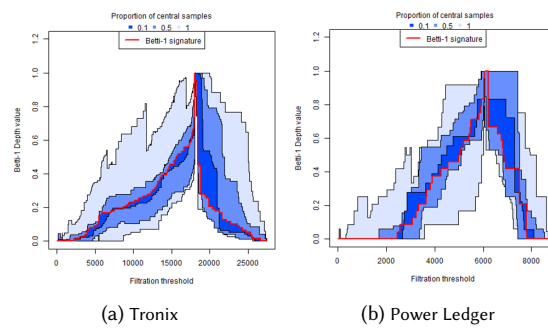 Proportion of central samples
0.1 0.5 1
Betti-1 signature
Betti-1 Depth value
0.0 0.2 0.4 0.6 0.8 1.0 1.2
0 5000 10000 15000 20000 25000
Filtration threshold
(a) Tronix
Proportion of central samples
0.1 0.5 1
Betti-1 signature
Betti-1 Depth value
0.0 0.2 0.4 0.6 0.8 1.0 1.2
0 2000 4000 6000 8000
Filtration threshold
(b) Power Ledger